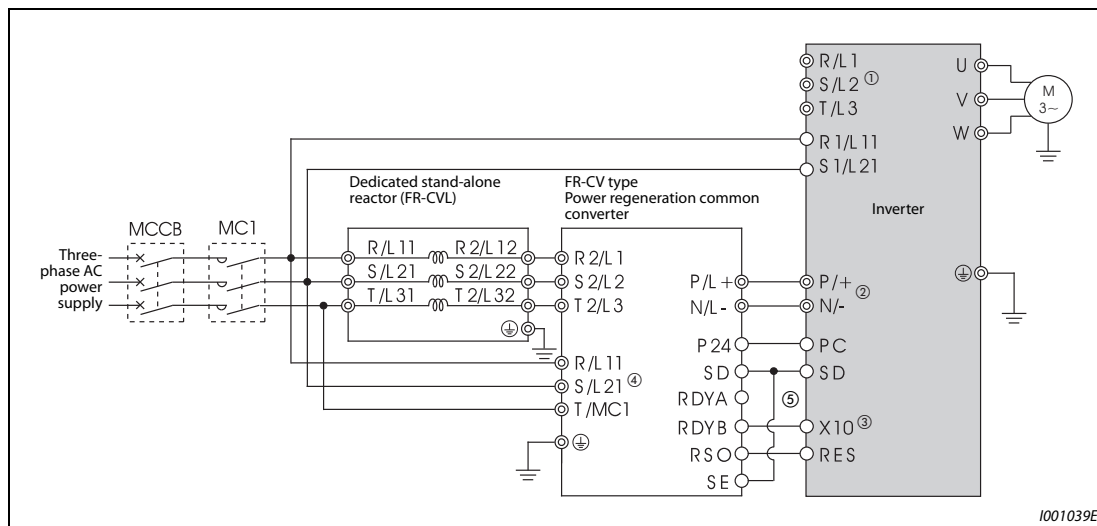 R/L1
S/L2 ①
T/L3
R1/L11
S1/L21
U
V
W
M
3~
Inverter
Dedicated stand-alone
reactor (FR-CVL)
FR-CV type
Power regeneration common
converter
MCCB
MC1
Three-
phase AC
power
supply
R/L11 R2/L12
S/L21 S2/L22
T/L31 T2/L32
R2/L1
S2/L2
T2/L3
R/L11
S/L21 ④
T/MC1
P/L+
N/L-
P24
SD
RDYA
RDYB
RSO
SE
⑤
P/+
②
N/-
PC
SD
X10 ③
RES
I001039E